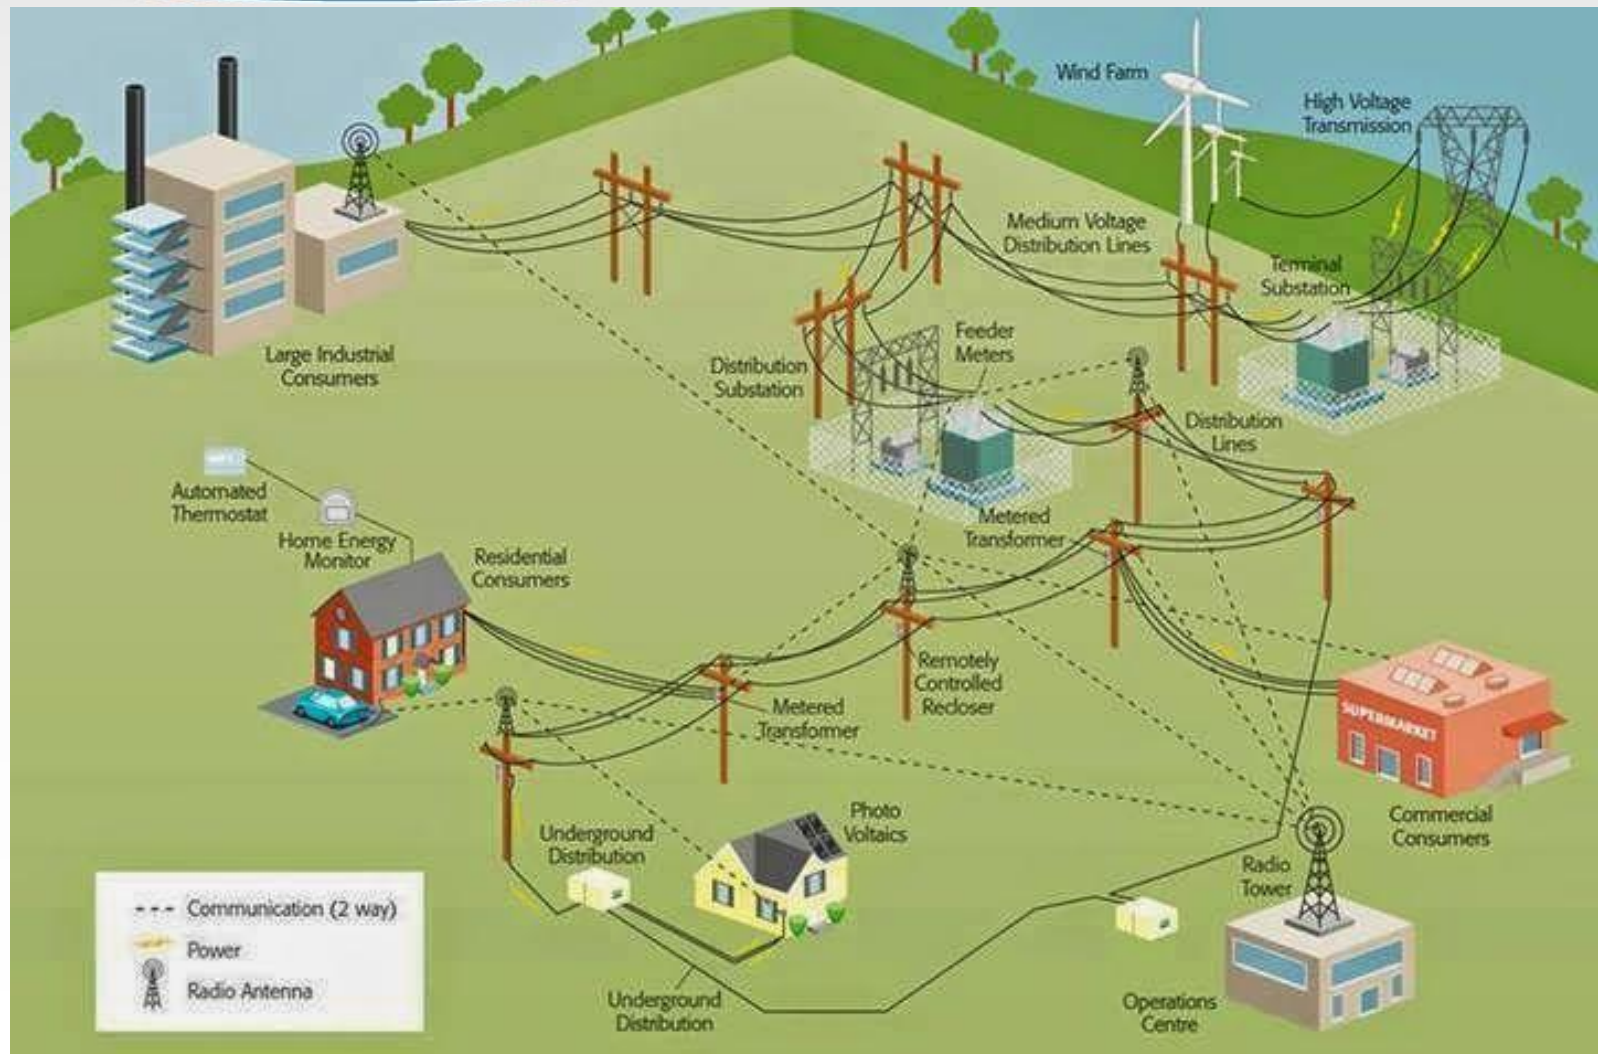 Wind Farm
High Voltage
Transmission
Medium Voltage
Distribution Lines
Terminal
Substation
Large Industrial
Consumers
Distribution
Substation
Feeder
Meters
Distribution
Lines
Automated
Thermostat
Home Energy
Monitor
Residential
Consumers
Metered
Transformer
Remotely
Controlled
Recloser
Metered
Transformer
SUPERMARKET
Commercial
Consumers
Photo
Voltaics
Underground
Distribution
Radio
Tower
Communication (2 way)
Power
Radio Antenna
Underground
Distribution
Operations
Centre